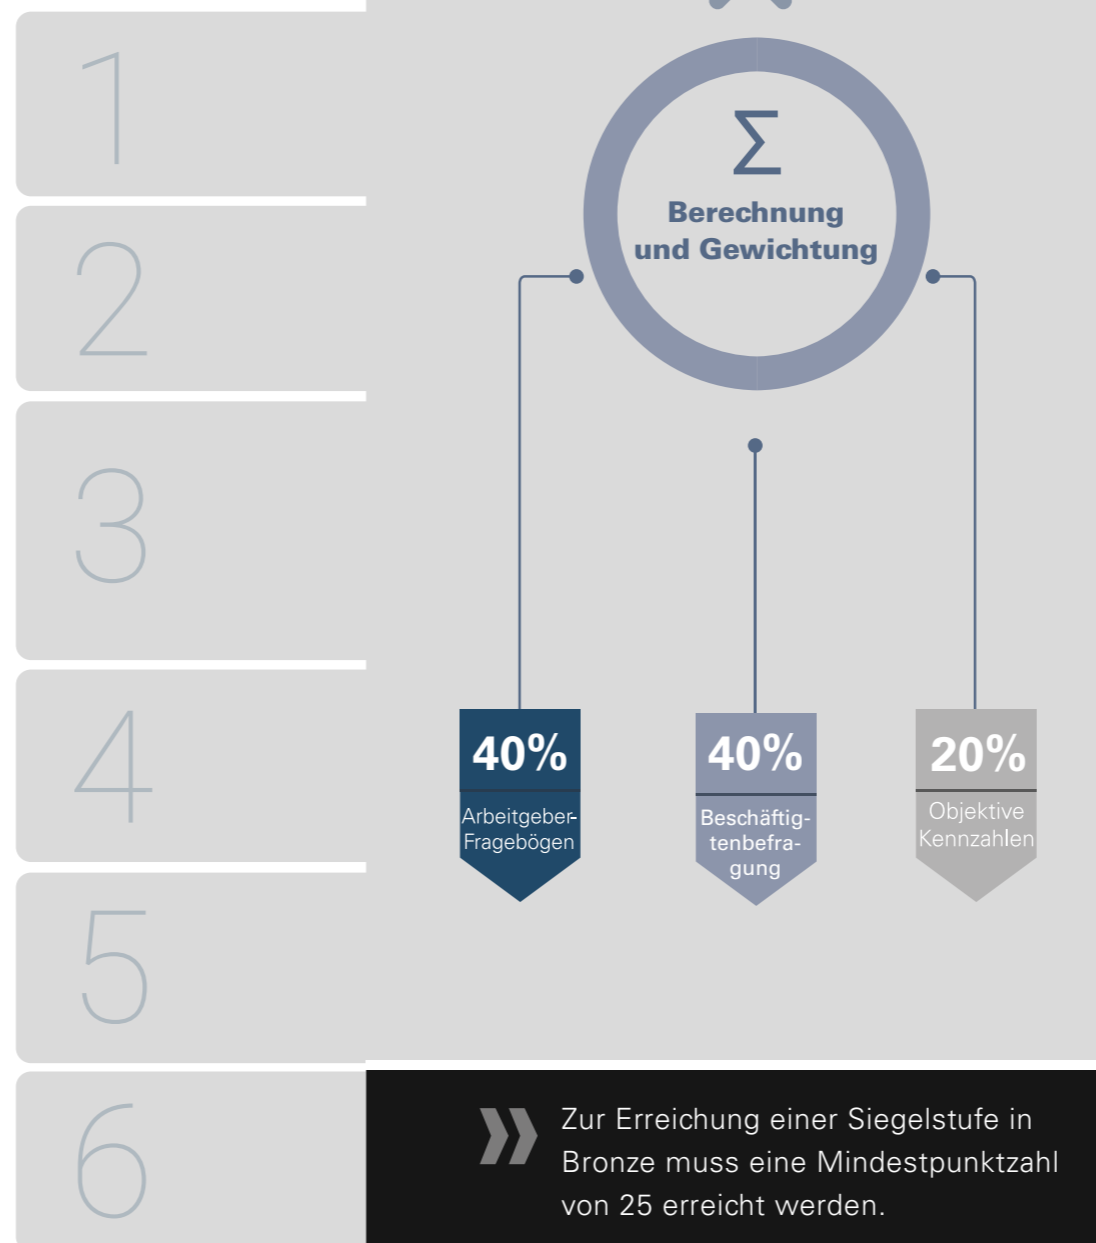 1
2
3
4
5
6
Σ
Berechnung
und Gewichtung
40%
Arbeitgeber-
Fragebögen
40%
Beschäftig-
tenbefra-
gung
20%
Objektive
Kennzahlen
Zur Erreichung einer Siegelstufe in
Bronze muss eine Mindestpunktzahl
von 25 erreicht werden.